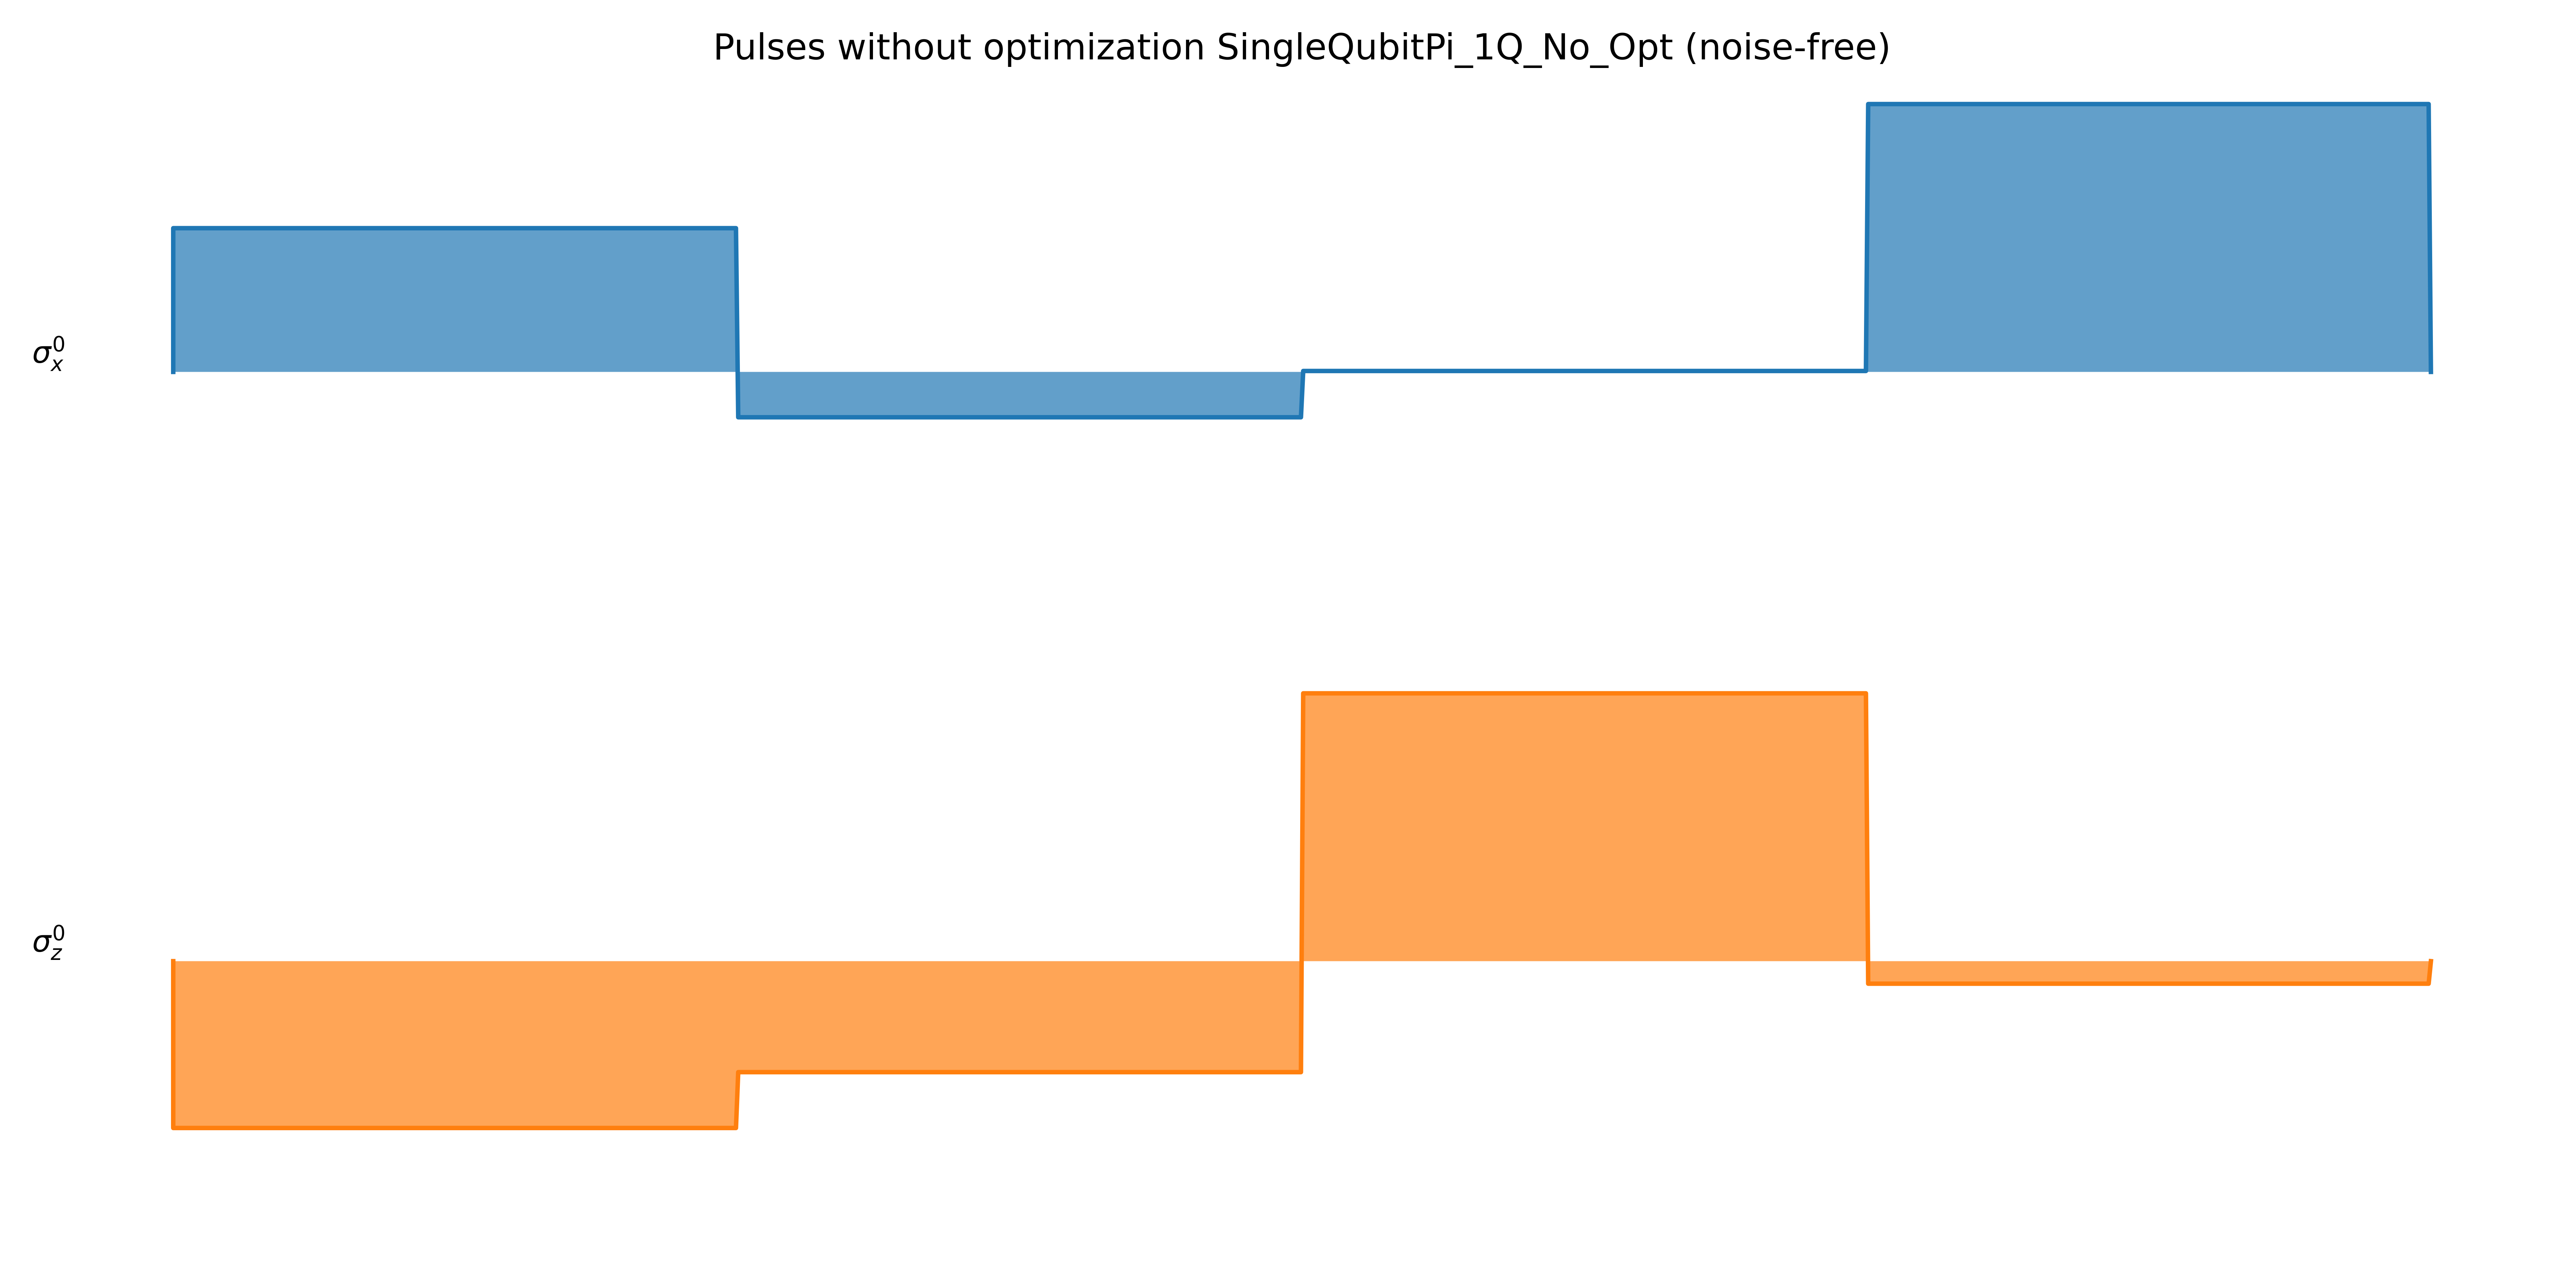 Pulses without optimization SingleQubitPi_1Q_No_Opt (noise-free)
σ_x^0
σ_z^0